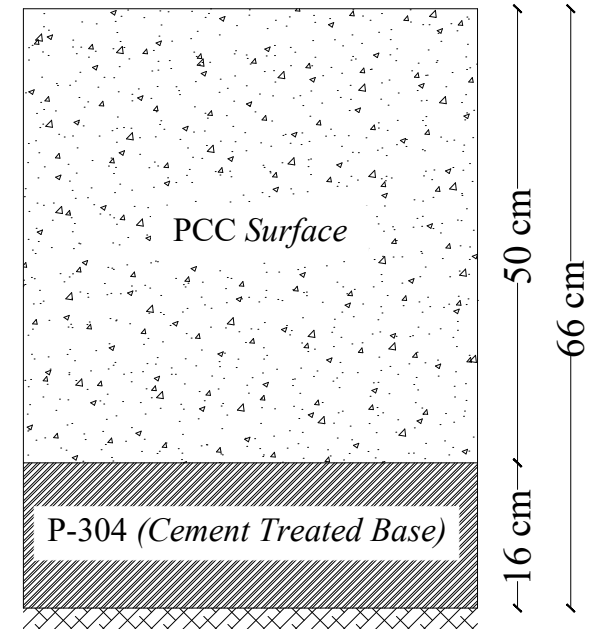 PCC Surface
50 cm
66 cm
P-304 (Cement Treated Base)
16 cm